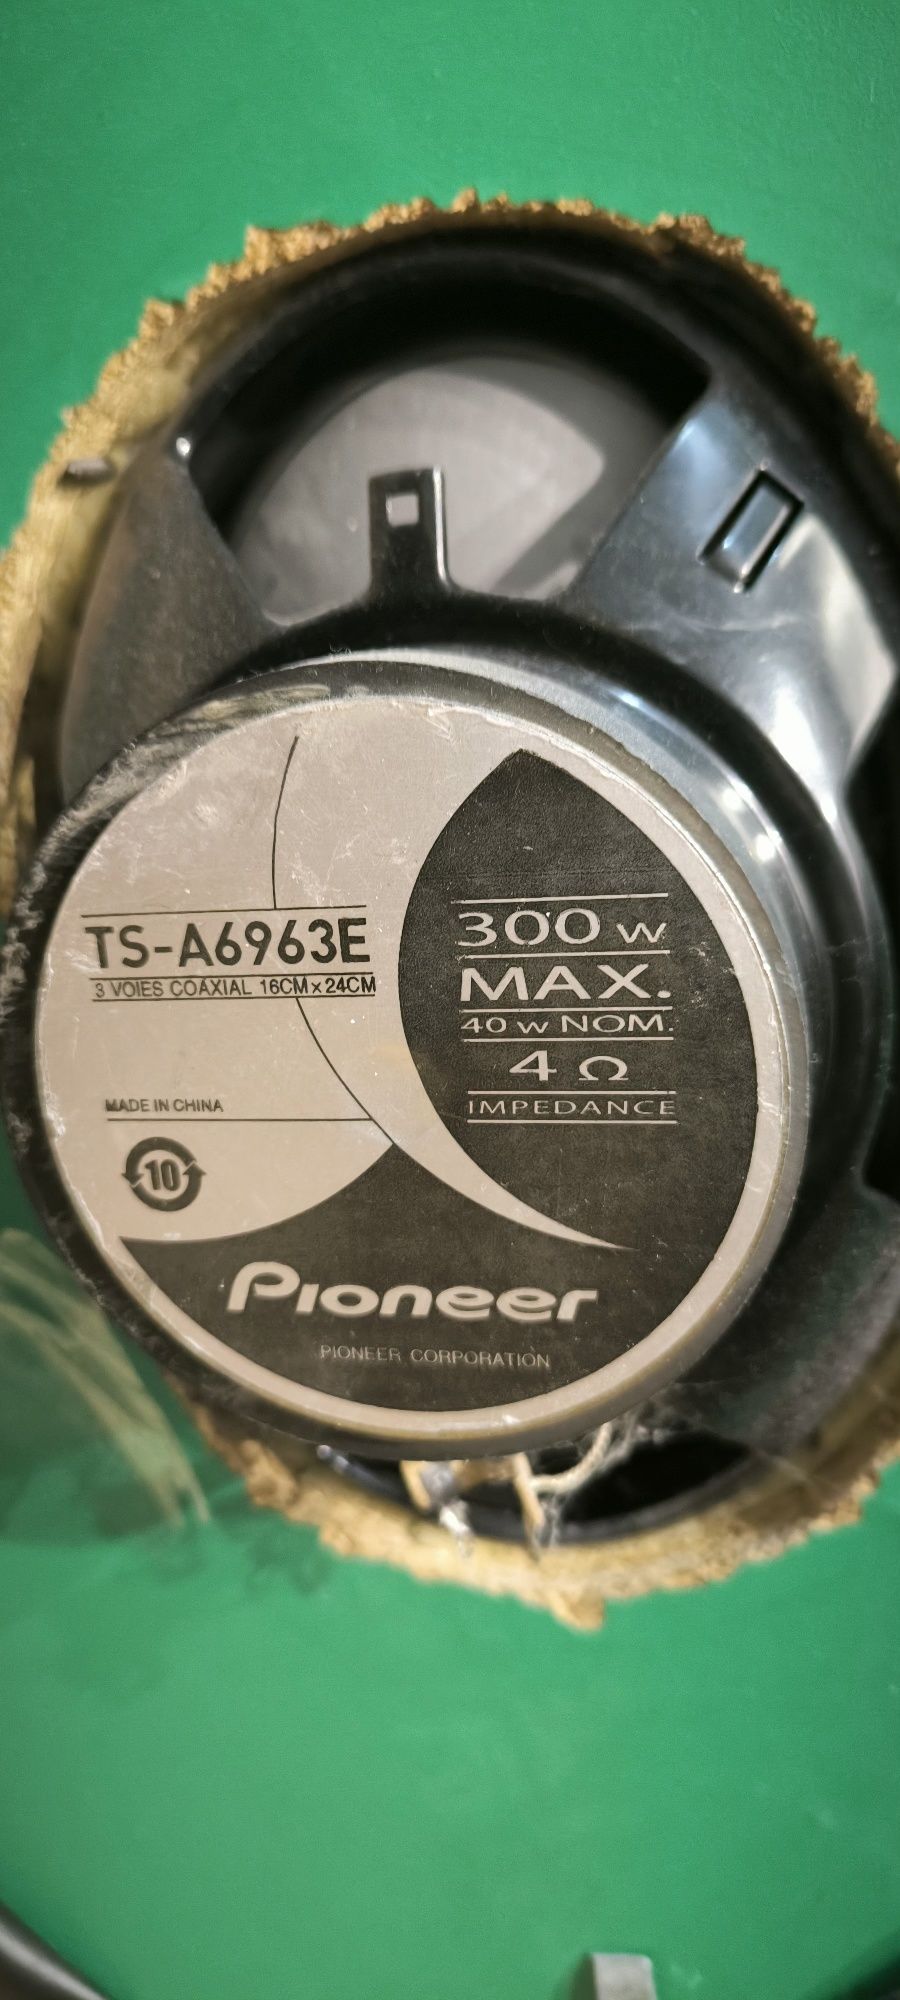 TS-A6963E
3 VOIES COAXIAL 16CM x 24CM
MADE IN CHINA
10
300 W
MAX.
40 W NOM.
4 Ω
IMPEDANCE
Pioneer
PIONEER CORPORATION